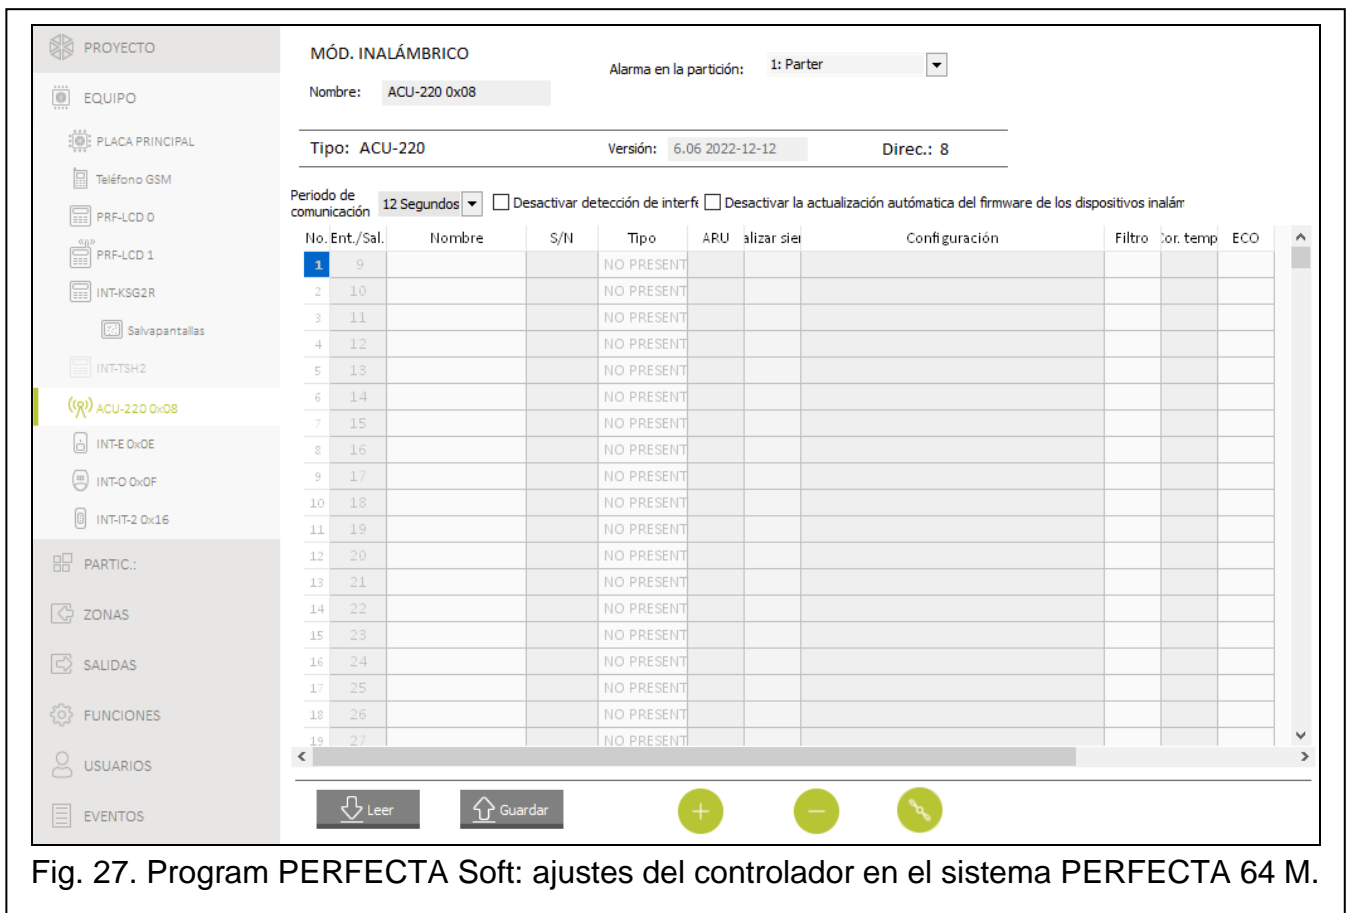 PROYECTO
EQUIPO
PLACA PRINCIPAL
Teléfono GSM
PRF-LCD 0
PRF-LCD 1
INT-KSG2R
Salvapantallas
INT-TSH2
ACU-220 0x08
INT-E 0x0E
INT-O 0x0F
INT-IT-2 0x16
PARTIC.:
ZONAS
SALIDAS
FUNCIONES
USUARIOS
EVENTOS
MÓD. INALÁMBRICO
Alarma en la partición: 1: Parter
Nombre: ACU-220 0x08
Tipo: ACU-220 Versión: 6.06 2022-12-12 Direc.: 8
Periodo de comunicación 12 Segundos Desactivar detección de interfe Desactivar la actualización autómatica del firmware de los dispositivos inalám
No. Ent./Sal. Nombre S/N Tipo ARU alizar sier Configuración Filtro Cor. temp ECO
1 9 NO PRESENT
2 10 NO PRESENT
3 11 NO PRESENT
4 12 NO PRESENT
5 13 NO PRESENT
6 14 NO PRESENT
7 15 NO PRESENT
8 16 NO PRESENT
9 17 NO PRESENT
10 18 NO PRESENT
11 19 NO PRESENT
12 20 NO PRESENT
13 21 NO PRESENT
14 22 NO PRESENT
15 23 NO PRESENT
16 24 NO PRESENT
17 25 NO PRESENT
18 26 NO PRESENT
19 27 NO PRESENT
Leer Guardar
Fig. 27. Program PERFECTA Soft: ajustes del controlador en el sistema PERFECTA 64 M.